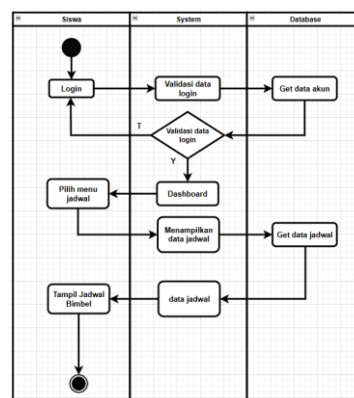 Siswa
System
Database
Login
Validasi data
login
Get data akun
T
Validasi data
login
Y
Dashboard
Pilih menu
jadwal
Menampilkan
data jadwal
Get data jadwal
Tampil Jadwal
Bimbel
data jadwal